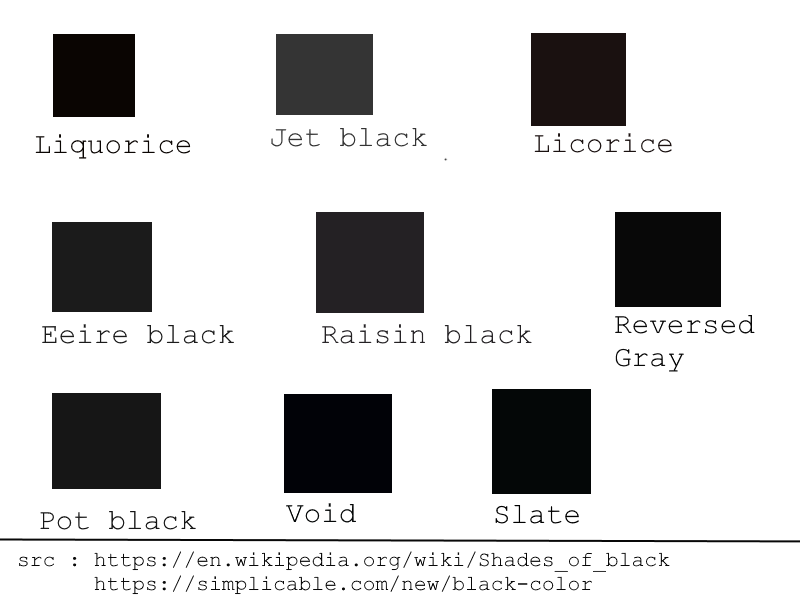 Liquorice
Jet black
Licorice
Eeire black
Raisin black
Reversed
Gray
Pot black
Void
Slate
src : https://en.wikipedia.org/wiki/Shades_of_black
https://simplicable.com/new/black-color